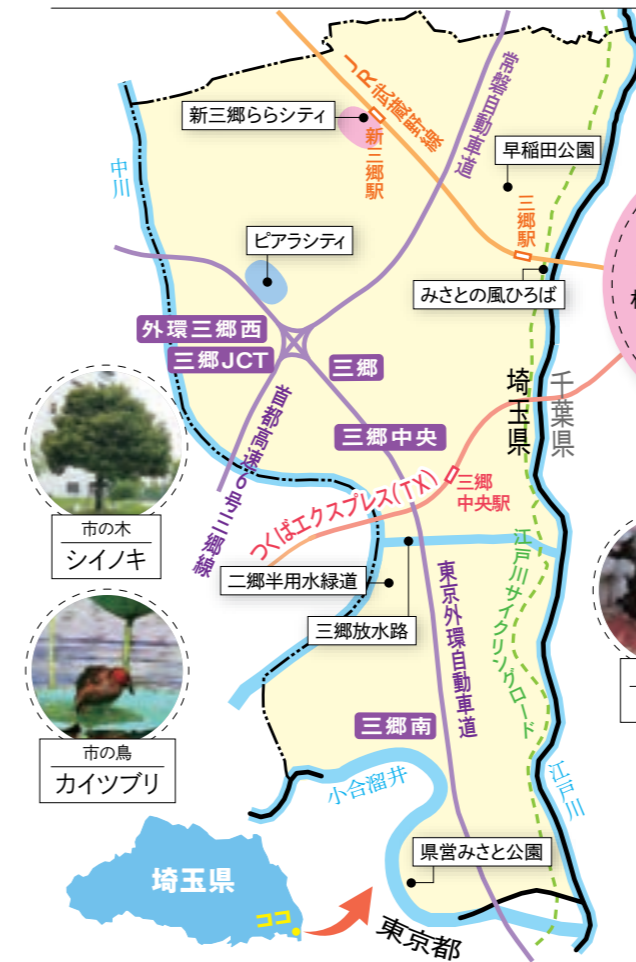 JR武蔵野線
常磐自動車道
新三郷ららシティ
新三郷駅
早稲田公園
中川
三郷駅
ピアラシティ
みさとの風ひろば
外環三郷西
三郷JCT
三郷
埼玉県
千葉県
首都高速6号三郷線
三郷中央
つくばエクスプレス(TX)
三郷
中央駅
市の木
シイノキ
二郷半用水緑道
三郷放水路
東京外環自動車道
江戸川サイクリングロード
市の鳥
カイツブリ
三郷南
小合溜井
江戸川
県営みさと公園
埼玉県
ココ
東京都